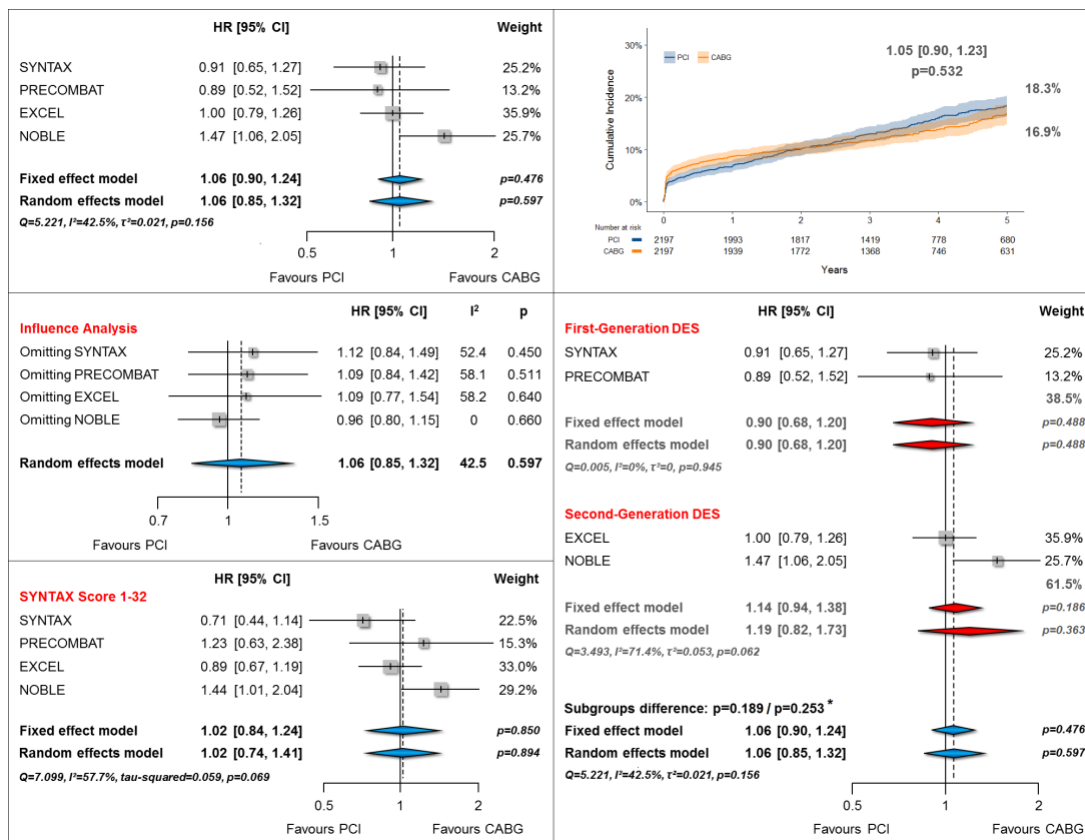 HR [95% CI] Weight
SYNTAX 0.91 [0.65, 1.27] 25.2%
PRECOMBAT 0.89 [0.52, 1.52] 13.2%
EXCEL 1.00 [0.79, 1.26] 35.9%
NOBLE 1.47 [1.06, 2.05] 25.7%
Fixed effect model 1.06 [0.90, 1.24] p=0.476
Random effects model 1.06 [0.85, 1.32] p=0.597
Q=5.221, I²=42.5%, τ²=0.021, p=0.156
0.5 1 2
Favours PCI Favours CABG
30%
20%
10%
0%
Cumulative Incidence
PCI CABG
1.05 [0.90, 1.23]
p=0.532
18.3%
16.9%
0 1 2 3 4 5
Number at risk
PCI 2197 1993 1817 1419 778 680
CABG 2197 1939 1772 1368 746 631
Years
HR [95% CI] I² p
Influence Analysis
Omitting SYNTAX 1.12 [0.84, 1.49] 52.4 0.450
Omitting PRECOMBAT 1.09 [0.84, 1.42] 58.1 0.511
Omitting EXCEL 1.09 [0.77, 1.54] 58.2 0.640
Omitting NOBLE 0.96 [0.80, 1.15] 0 0.660
Random effects model 1.06 [0.85, 1.32] 42.5 0.597
0.7 1 1.5
Favours PCI Favours CABG
HR [95% CI] Weight
SYNTAX Score 1-32
SYNTAX 0.71 [0.44, 1.14] 22.5%
PRECOMBAT 1.23 [0.63, 2.38] 15.3%
EXCEL 0.89 [0.67, 1.19] 33.0%
NOBLE 1.44 [1.01, 2.04] 29.2%
Fixed effect model 1.02 [0.84, 1.24] p=0.850
Random effects model 1.02 [0.74, 1.41] p=0.894
Q=7.099, I²=57.7%, tau-squared=0.059, p=0.069
0.5 1 2
Favours PCI Favours CABG
HR [95% CI] Weight
First-Generation DES
SYNTAX 0.91 [0.65, 1.27] 25.2%
PRECOMBAT 0.89 [0.52, 1.52] 13.2%
38.5%
Fixed effect model 0.90 [0.68, 1.20] p=0.488
Random effects model 0.90 [0.68, 1.20] p=0.488
Q=0.005, I²=0%, τ²=0, p=0.945
Second-Generation DES
EXCEL 1.00 [0.79, 1.26] 35.9%
NOBLE 1.47 [1.06, 2.05] 25.7%
61.5%
Fixed effect model 1.14 [0.94, 1.38] p=0.186
Random effects model 1.19 [0.82, 1.73] p=0.363
Q=3.493, I²=71.4%, τ²=0.053, p=0.062
Subgroups difference: p=0.189 / p=0.253 *
Fixed effect model 1.06 [0.90, 1.24] p=0.476
Random effects model 1.06 [0.85, 1.32] p=0.597
Q=5.221, I²=42.5%, τ²=0.021, p=0.156
0.5 1 2
Favours PCI Favours CABG